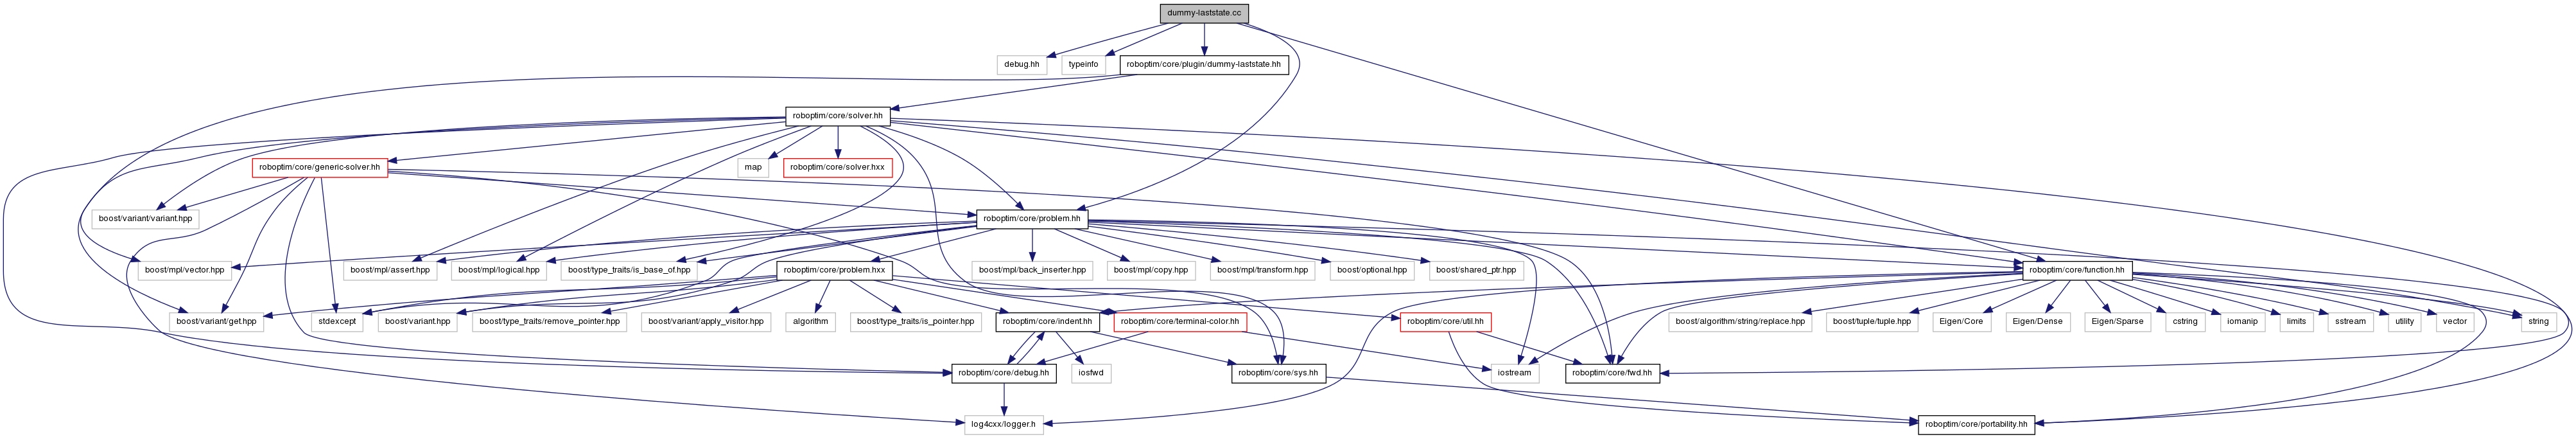 dummy-laststate.cc
debug.hh
typeinfo
roboptim/core/plugin/dummy-laststate.hh
roboptim/core/solver.hh
roboptim/core/generic-solver.hh
map
roboptim/core/solver.hxx
boost/variant/variant.hpp
roboptim/core/problem.hh
boost/mpl/vector.hpp
boost/mpl/assert.hpp
boost/mpl/logical.hpp
boost/type_traits/is_base_of.hpp
roboptim/core/problem.hxx
boost/mpl/back_inserter.hpp
boost/mpl/copy.hpp
boost/mpl/transform.hpp
boost/optional.hpp
boost/shared_ptr.hpp
roboptim/core/function.hh
boost/variant/get.hpp
stdexcept
boost/variant.hpp
boost/type_traits/remove_pointer.hpp
boost/variant/apply_visitor.hpp
algorithm
boost/type_traits/is_pointer.hpp
roboptim/core/indent.hh
roboptim/core/terminal-color.hh
roboptim/core/util.hh
boost/algorithm/string/replace.hpp
boost/tuple/tuple.hpp
Eigen/Core
Eigen/Dense
Eigen/Sparse
cstring
iomanip
limits
sstream
utility
vector
string
roboptim/core/debug.hh
iosfwd
roboptim/core/sys.hh
iostream
roboptim/core/fwd.hh
log4cxx/logger.h
roboptim/core/portability.hh